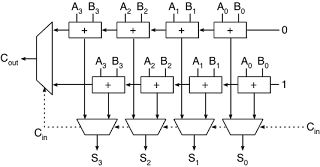 A3 B3 A2 B2 A1 B1 A0 B0
+ + + + 0
Cout
A3 B3 A2 B2 A1 B1 A0 B0
+ + + + 1
Cin Cin
S3 S2 S1 S0